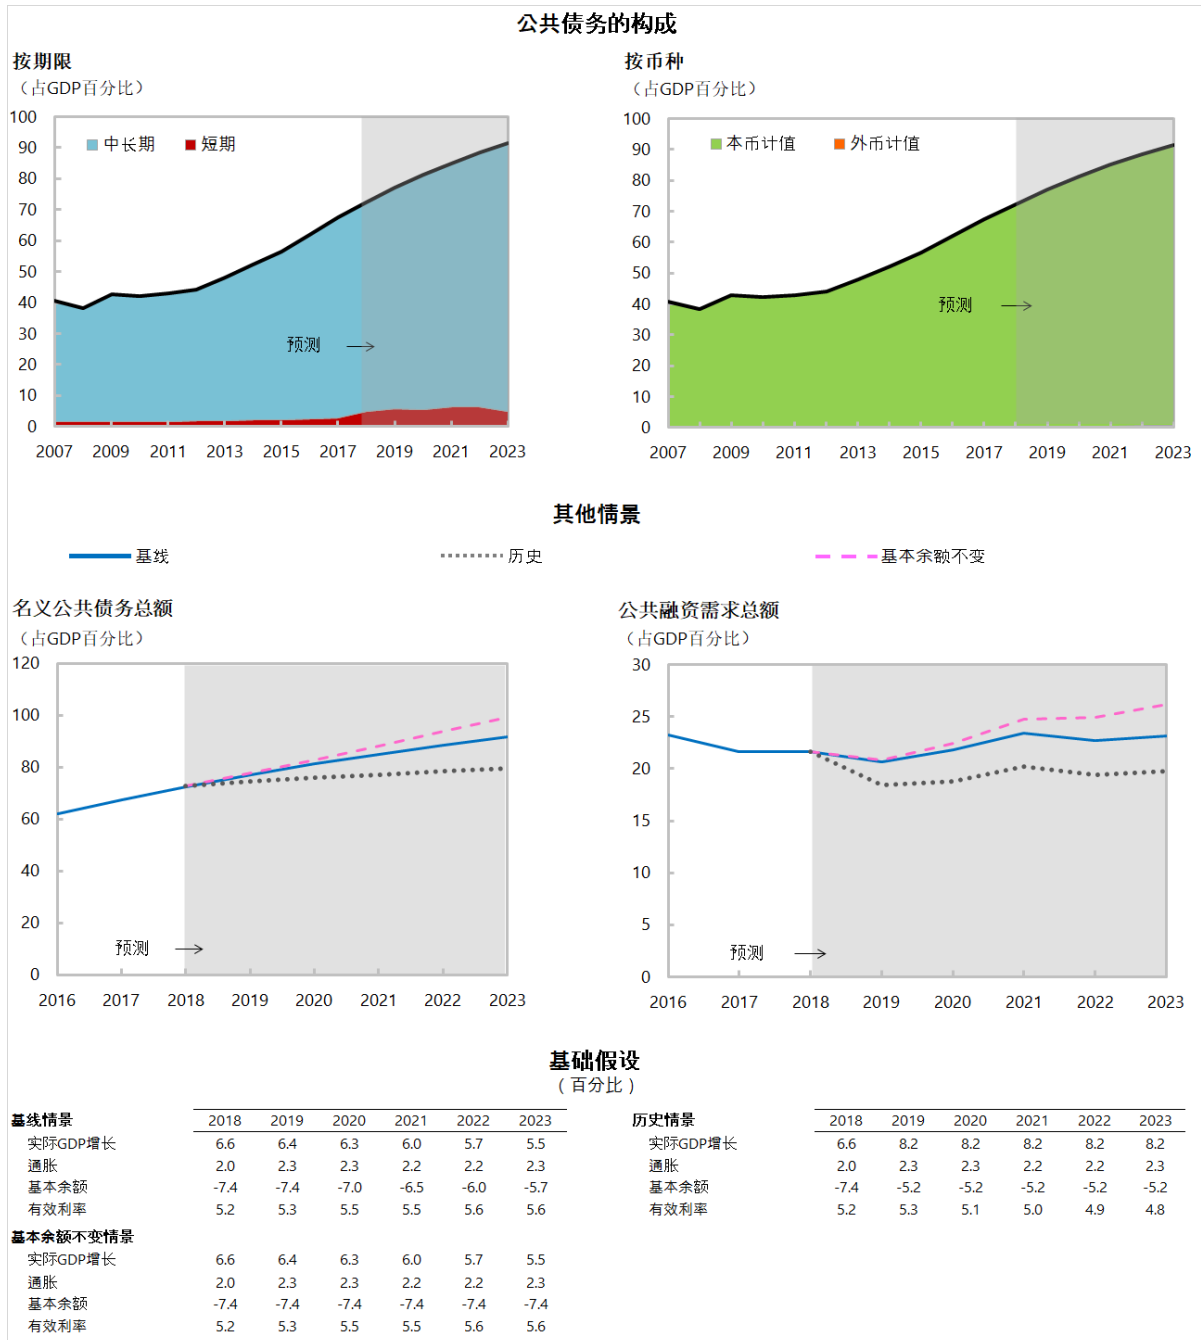 公共债务的构成
按期限
（占GDP百分比）
100
90
80
70
60
50
40
30
20
10
0
中长期 短期
预测
2007 2009 2011 2013 2015 2017 2019 2021 2023
按币种
（占GDP百分比）
100
90
80
70
60
50
40
30
20
10
0
本币计值 外币计值
预测
2007 2009 2011 2013 2015 2017 2019 2021 2023
其他情景
基线 历史 基本余额不变
名义公共债务总额
（占GDP百分比）
120
100
80
60
40
20
0
预测
2016 2017 2018 2019 2020 2021 2022 2023
公共融资需求总额
（占GDP百分比）
30
25
20
15
10
5
0
预测
2016 2017 2018 2019 2020 2021 2022 2023
基础假设
（百分比）
基线情景 2018 2019 2020 2021 2022 2023
实际GDP增长 6.6 6.4 6.3 6.0 5.7 5.5
通胀 2.0 2.3 2.3 2.2 2.2 2.3
基本余额 -7.4 -7.4 -7.0 -6.5 -6.0 -5.7
有效利率 5.2 5.3 5.5 5.5 5.6 5.6
基本余额不变情景
实际GDP增长 6.6 6.4 6.3 6.0 5.7 5.5
通胀 2.0 2.3 2.3 2.2 2.2 2.3
基本余额 -7.4 -7.4 -7.4 -7.4 -7.4 -7.4
有效利率 5.2 5.3 5.5 5.5 5.6 5.6
历史情景 2018 2019 2020 2021 2022 2023
实际GDP增长 6.6 8.2 8.2 8.2 8.2 8.2
通胀 2.0 2.3 2.3 2.2 2.2 2.3
基本余额 -7.4 -5.2 -5.2 -5.2 -5.2 -5.2
有效利率 5.2 5.3 5.1 5.0 4.9 4.8